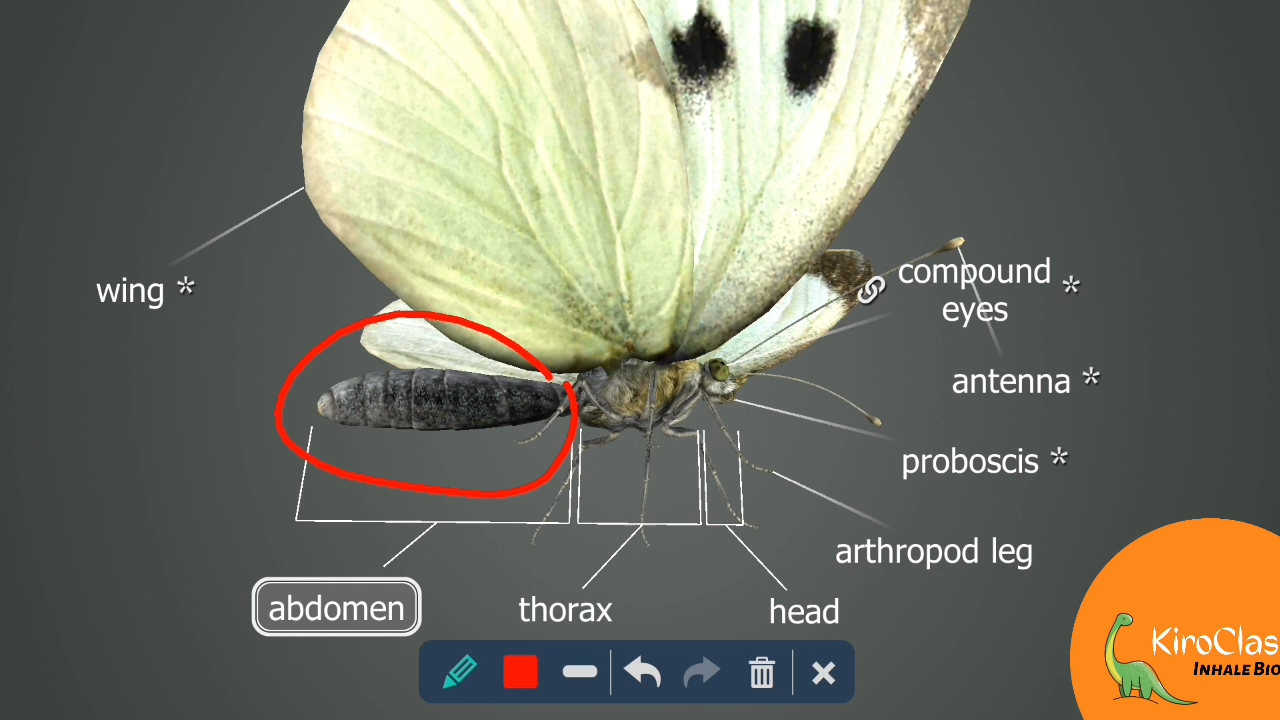 wing *
compound
eyes *
antenna *
proboscis *
arthropod leg
abdomen
thorax
head
KiroClas
INHALE BIO